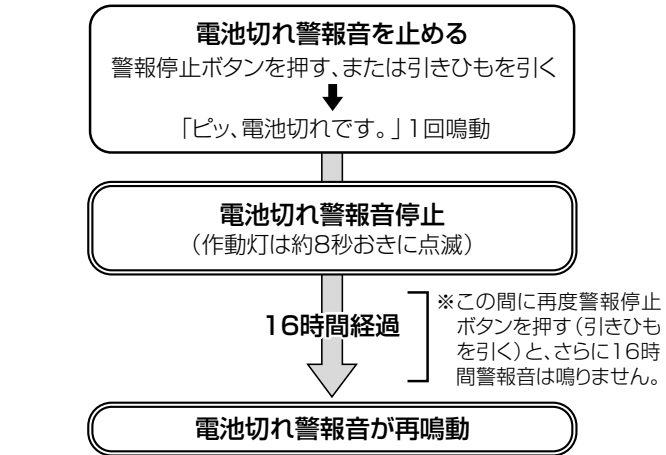 電池切れ警報音を止める
警報停止ボタンを押す、または引きひもを引く
「ピッ、電池切れです。」1回鳴動
電池切れ警報音停止
（作動灯は約8秒おきに点滅）
16時間経過
※この間に再度警報停止
ボタンを押す（引きひも
を引く）と、さらに16時
間警報音は鳴りません。
電池切れ警報音が再鳴動